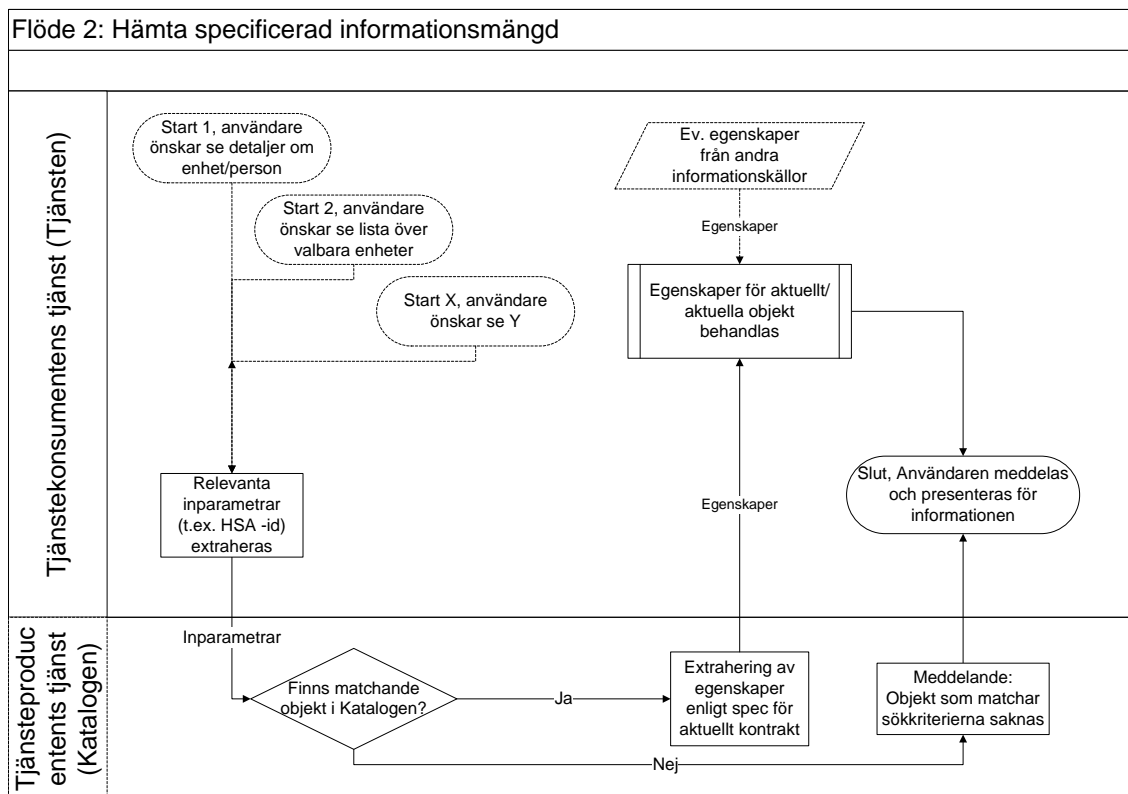 Flöde 2: Hämta specificerad informationsmängd
Tjänstekonsumentens tjänst (Tjänsten)
Start 1, användare
önskar se detaljer om
enhet/person
Start 2, användare
önskar se lista över
valbara enheter
Start X, användare
önskar se Y
Relevanta
inparametrar
(t.ex. HSA -id)
extraheras
Ev. egenskaper
från andra
informationskällor
Egenskaper
Egenskaper för aktuellt/
aktuella objekt
behandlas
Egenskaper
Slut, Användaren meddelas
och presenteras för
informationen
Tjänsteproduc
entents tjänst
(Katalogen)
Inparametrar
Finns matchande
objekt i Katalogen?
Ja
Extrahering av
egenskaper
enligt spec för
aktuellt kontrakt
Meddelande:
Objekt som matchar
sökkriterierna saknas
Nej